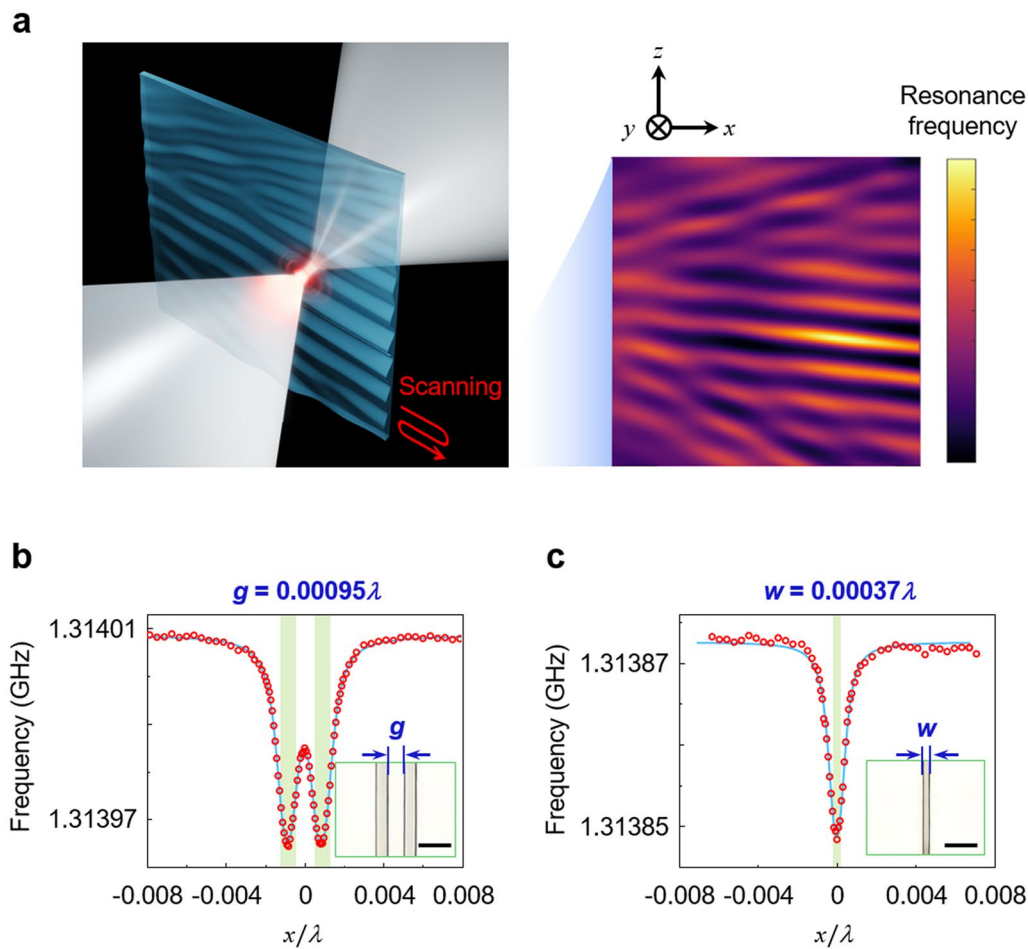 a
z
y
x
Resonance
frequency
Scanning
b
g = 0.00095λ
1.31401
1.31397
Frequency (GHz)
g
-0.008
-0.004
0
0.004
0.008
x/λ
c
w = 0.00037λ
1.31387
1.31385
Frequency (GHz)
w
-0.008
-0.004
0
0.004
0.008
x/λ